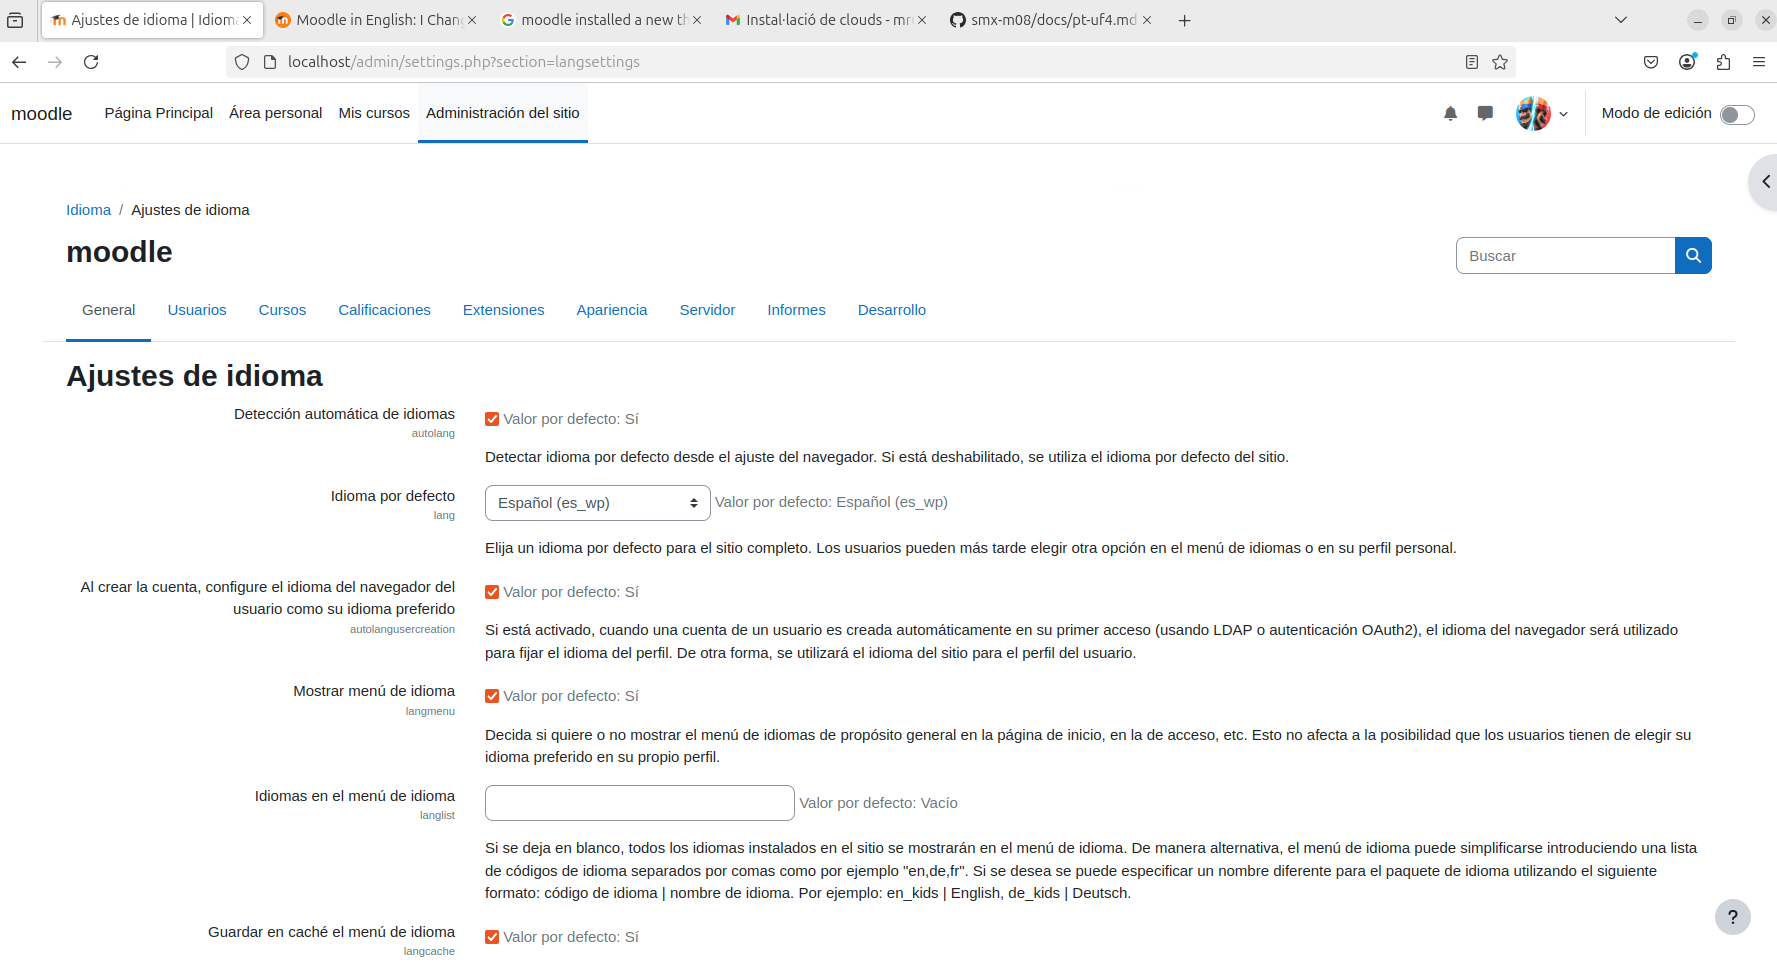 Ajustes de idioma | Idiom
Moodle in English: I Chan
moodle installed a new th
Instal·lació de clouds - mr
smx-m08/docs/pt-uf4.md
localhost/admin/settings.php?section=langsettings
moodle
Página Principal
Área personal
Mis cursos
Administración del sitio
Modo de edición
Idioma / Ajustes de idioma
moodle
Buscar
General
Usuarios
Cursos
Calificaciones
Extensiones
Apariencia
Servidor
Informes
Desarrollo
Ajustes de idioma
Detección automática de idiomas
autolang
Valor por defecto: Sí
Detectar idioma por defecto desde el ajuste del navegador. Si está deshabilitado, se utiliza el idioma por defecto del sitio.
Idioma por defecto
lang
Español (es_wp)
Valor por defecto: Español (es_wp)
Elija un idioma por defecto para el sitio completo. Los usuarios pueden más tarde elegir otra opción en el menú de idiomas o en su perfil personal.
Al crear la cuenta, configure el idioma del navegador del
usuario como su idioma preferido
autolangusercreation
Valor por defecto: Sí
Si está activado, cuando una cuenta de un usuario es creada automáticamente en su primer acceso (usando LDAP o autenticación OAuth2), el idioma del navegador será utilizado
para fijar el idioma del perfil. De otra forma, se utilizará el idioma del sitio para el perfil del usuario.
Mostrar menú de idioma
langmenu
Valor por defecto: Sí
Decida si quiere o no mostrar el menú de idiomas de propósito general en la página de inicio, en la de acceso, etc. Esto no afecta a la posibilidad que los usuarios tienen de elegir su
idioma preferido en su propio perfil.
Idiomas en el menú de idioma
langlist
Valor por defecto: Vacío
Si se deja en blanco, todos los idiomas instalados en el sitio se mostrarán en el menú de idioma. De manera alternativa, el menú de idioma puede simplificarse introduciendo una lista
de códigos de idioma separados por comas como por ejemplo "en,de,fr". Si se desea se puede especificar un nombre diferente para el paquete de idioma utilizando el siguiente
formato: código de idioma | nombre de idioma. Por ejemplo: en_kids | English, de_kids | Deutsch.
?
Guardar en caché el menú de idioma
langcache
Valor por defecto: Sí